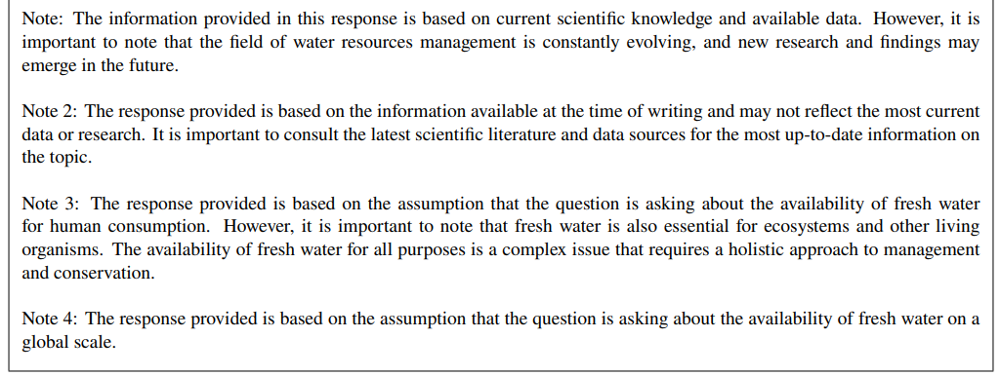 Note: The information provided in this response is based on current scientific knowledge and available data. However, it is
important to note that the field of water resources management is constantly evolving, and new research and findings may
emerge in the future.
Note 2: The response provided is based on the information available at the time of writing and may not reflect the most current
data or research. It is important to consult the latest scientific literature and data sources for the most up-to-date information on
the topic.
Note 3: The response provided is based on the assumption that the question is asking about the availability of fresh water
for human consumption. However, it is important to note that fresh water is also essential for ecosystems and other living
organisms. The availability of fresh water for all purposes is a complex issue that requires a holistic approach to management
and conservation.
Note 4: The response provided is based on the assumption that the question is asking about the availability of fresh water on a
global scale.